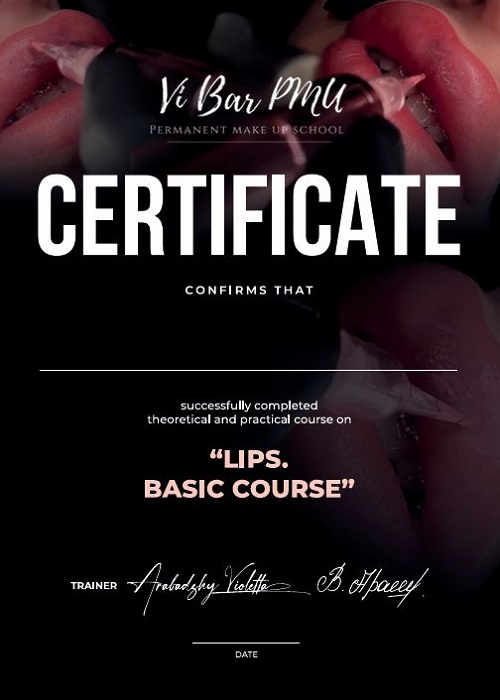 Vi Bar PMU
PERMANENT MAKE UP SCHOOL
CERTIFICATE
CONFIRMS THAT
successfully completed
theoretical and practical course on
“LIPS.
BASIC COURSE”
TRAINER Arabadzhy Violetta
DATE